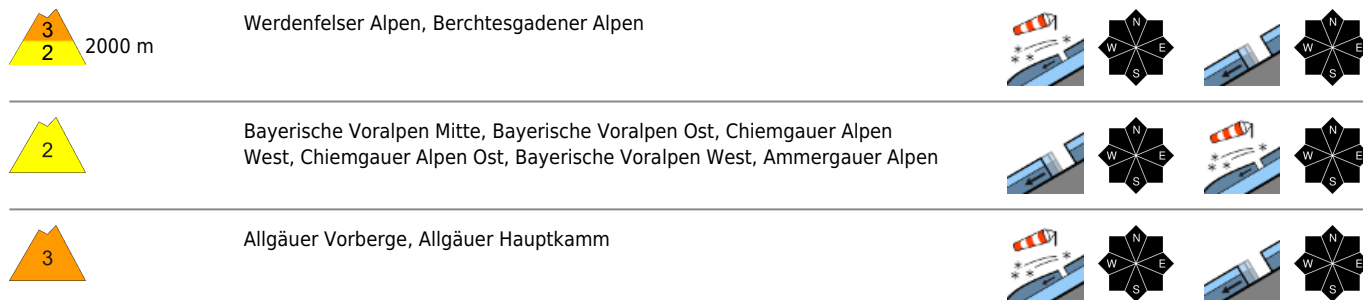 3
2
2000 m
Werdenfelser Alpen, Berchtesgadener Alpen
N
W
E
S
N
W
E
S
2
Bayerische Voralpen Mitte, Bayerische Voralpen Ost, Chiemgauer Alpen
West, Chiemgauer Alpen Ost, Bayerische Voralpen West, Ammergauer Alpen
N
W
E
S
N
W
E
S
3
Allgäuer Vorberge, Allgäuer Hauptkamm
N
W
E
S
N
W
E
S